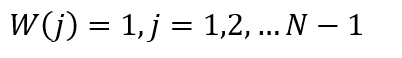 W(j) = 1, j = 1,2, … N − 1